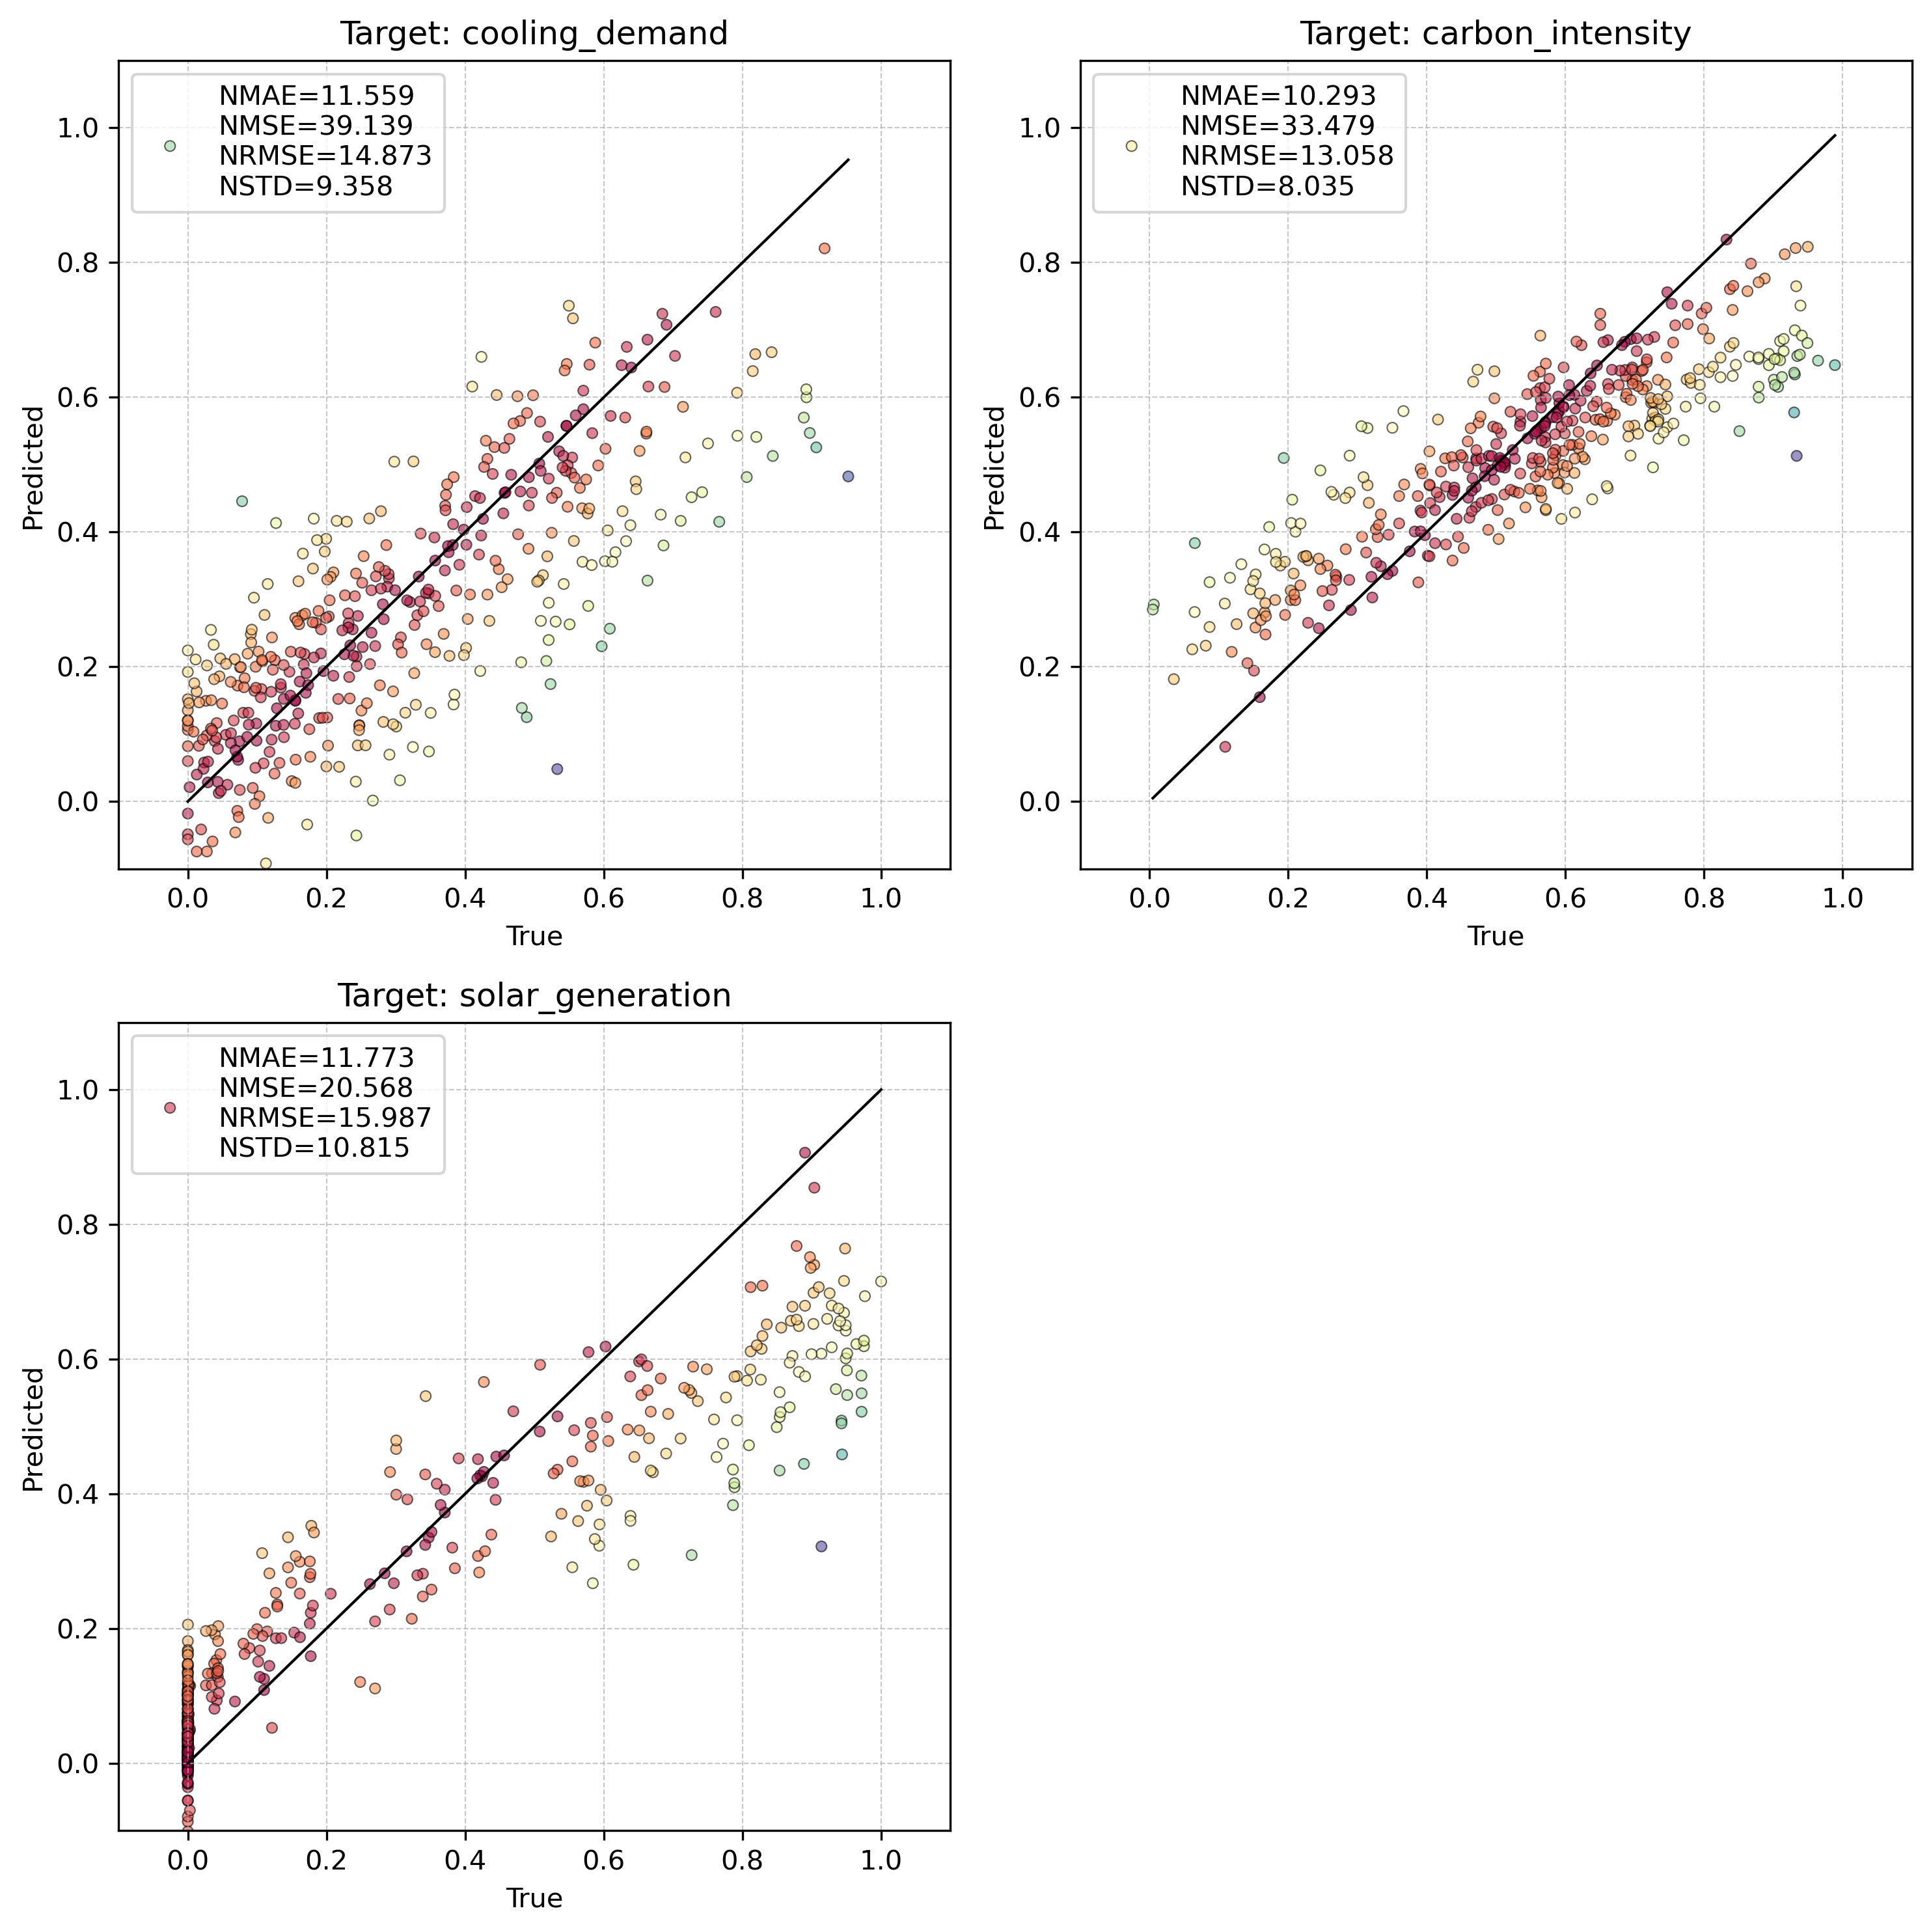 Target: cooling_demand
NMAE=11.559
NMSE=39.139
NRMSE=14.873
NSTD=9.358
Predicted
1.0
0.8
0.6
0.4
0.2
0.0
0.0 0.2 0.4 0.6 0.8 1.0
True
Target: carbon_intensity
NMAE=10.293
NMSE=33.479
NRMSE=13.058
NSTD=8.035
Predicted
1.0
0.8
0.6
0.4
0.2
0.0
0.0 0.2 0.4 0.6 0.8 1.0
True
Target: solar_generation
NMAE=11.773
NMSE=20.568
NRMSE=15.987
NSTD=10.815
Predicted
1.0
0.8
0.6
0.4
0.2
0.0
0.0 0.2 0.4 0.6 0.8 1.0
True